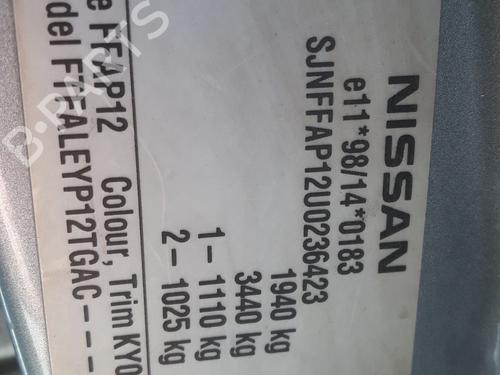 NISSAN
e11*98/14*0183
SJNFFAP12U0236423
1940 kg
3440 kg
1 – 1110 kg
2 – 1025 kg
e FFAP12 Colour, Trim KY0
del FFFALEYP12TGAC – – –
B-PARTS